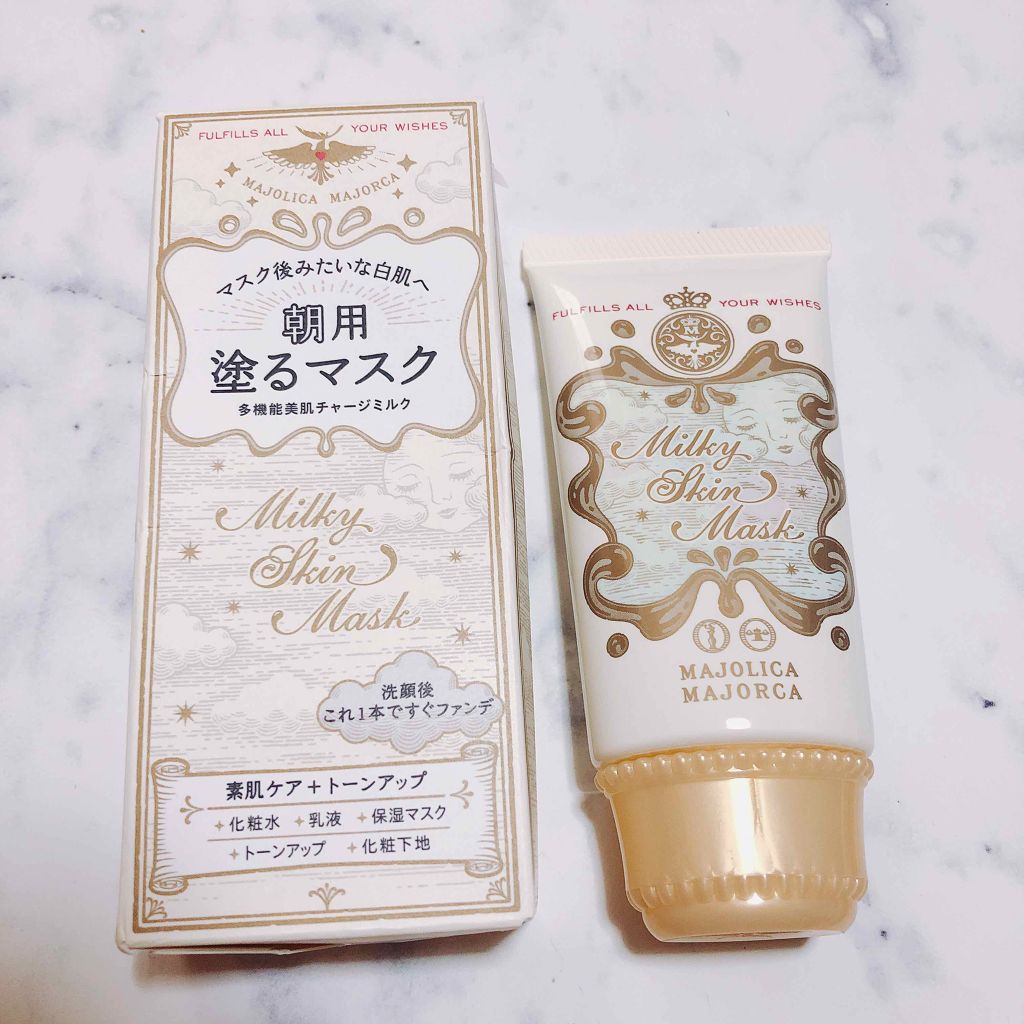 FULFILLS ALL YOUR WISHES
MAJOLICA MAJORCA
マスク後みたいな白肌へ
朝用
塗るマスク
多機能美肌チャージミルク
Milky
Skin
Mask
洗顔後
これ1本ですぐファンデ
素肌ケア+トーンアップ
化粧水 乳液 保湿マスク
トーンアップ 化粧下地
FULFILLS ALL YOUR WISHES
M
Milky
Skin
Mask
MAJOLICA
MAJORCA